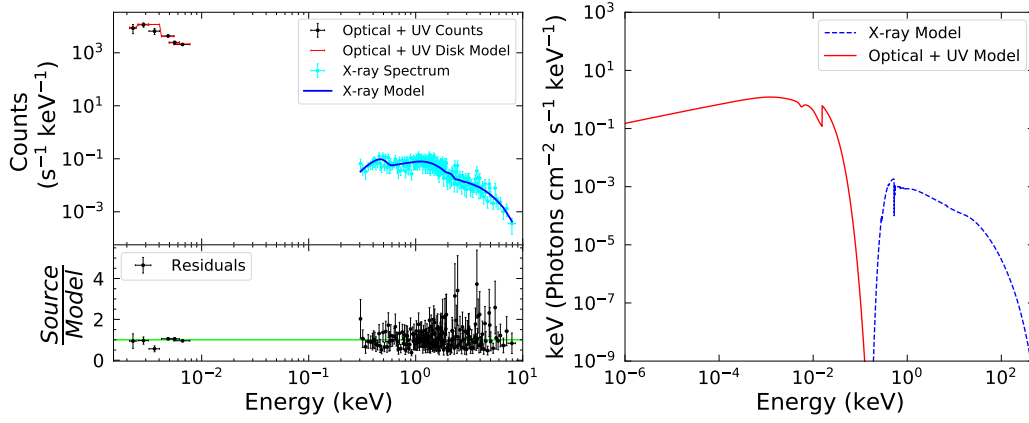 Counts
(s⁻¹ keV⁻¹)
10⁴
10¹
10⁻¹
10⁻³
Optical + UV Counts
Optical + UV Disk Model
X-ray Spectrum
X-ray Model
Source
Model
4
2
0
Residuals
10⁻²
10⁻¹
10⁰
10¹
Energy (keV)
keV (Photons cm⁻² s⁻¹ keV⁻¹)
10³
10¹
10⁻¹
10⁻³
10⁻⁵
10⁻⁷
10⁻⁹
X-ray Model
Optical + UV Model
10⁻⁶
10⁻⁴
10⁻²
10⁰
10²
Energy (keV)